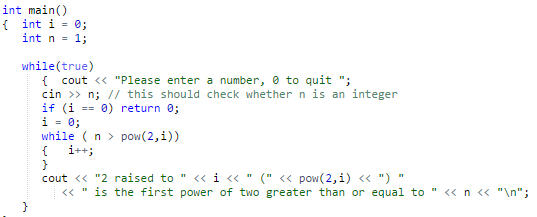 int main()
{ int i = 0;
int n = 1;
while(true)
{ cout << "Please enter a number, 0 to quit ";
cin >> n; // this should check whether n is an integer
if (i == 0) return 0;
i = 0;
while ( n > pow(2,i))
{ i++;
}
cout << "2 raised to " << i << " (" << pow(2,i) << ") "
<< " is the first power of two greater than or equal to " << n << "\n";
}